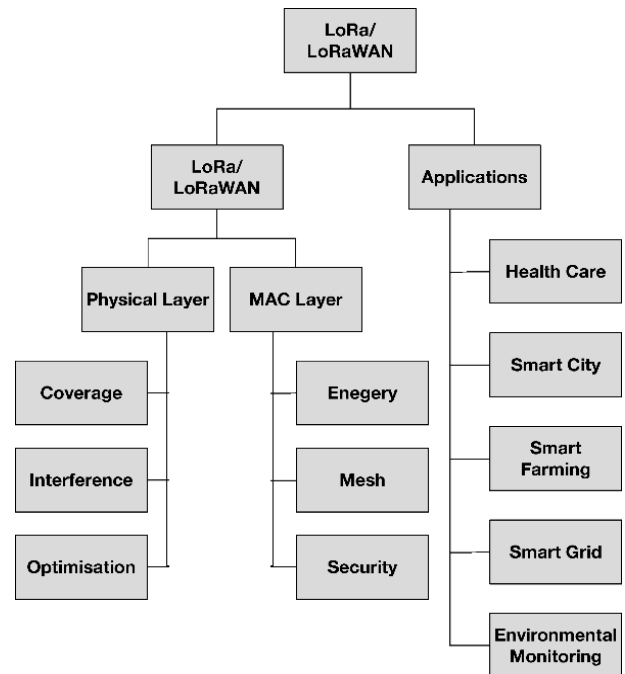 LoRa/
LoRaWAN
LoRa/
LoRaWAN
Applications
Physical Layer
MAC Layer
Health Care
Coverage
Enegery
Smart City
Interference
Mesh
Smart
Farming
Optimisation
Security
Smart Grid
Environmental
Monitoring